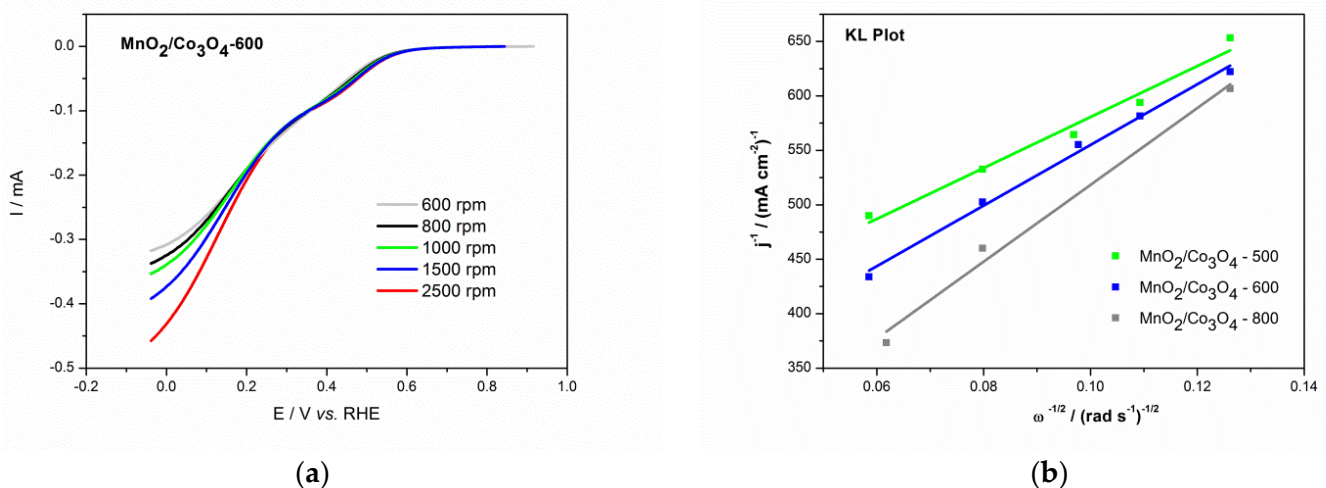 MnO2/Co3O4-600
0.0
-0.1
-0.2
-0.3
-0.4
-0.5
I / mA
600 rpm
800 rpm
1000 rpm
1500 rpm
2500 rpm
-0.2 0.0 0.2 0.4 0.6 0.8 1.0
E / V vs. RHE
(a)
KL Plot
650
600
550
500
450
400
350
j-1 / (mA cm-2)-1
MnO2/Co3O4 - 500
MnO2/Co3O4 - 600
MnO2/Co3O4 - 800
0.06 0.08 0.10 0.12 0.14
ω -1/2 / (rad s-1)-1/2
(b)